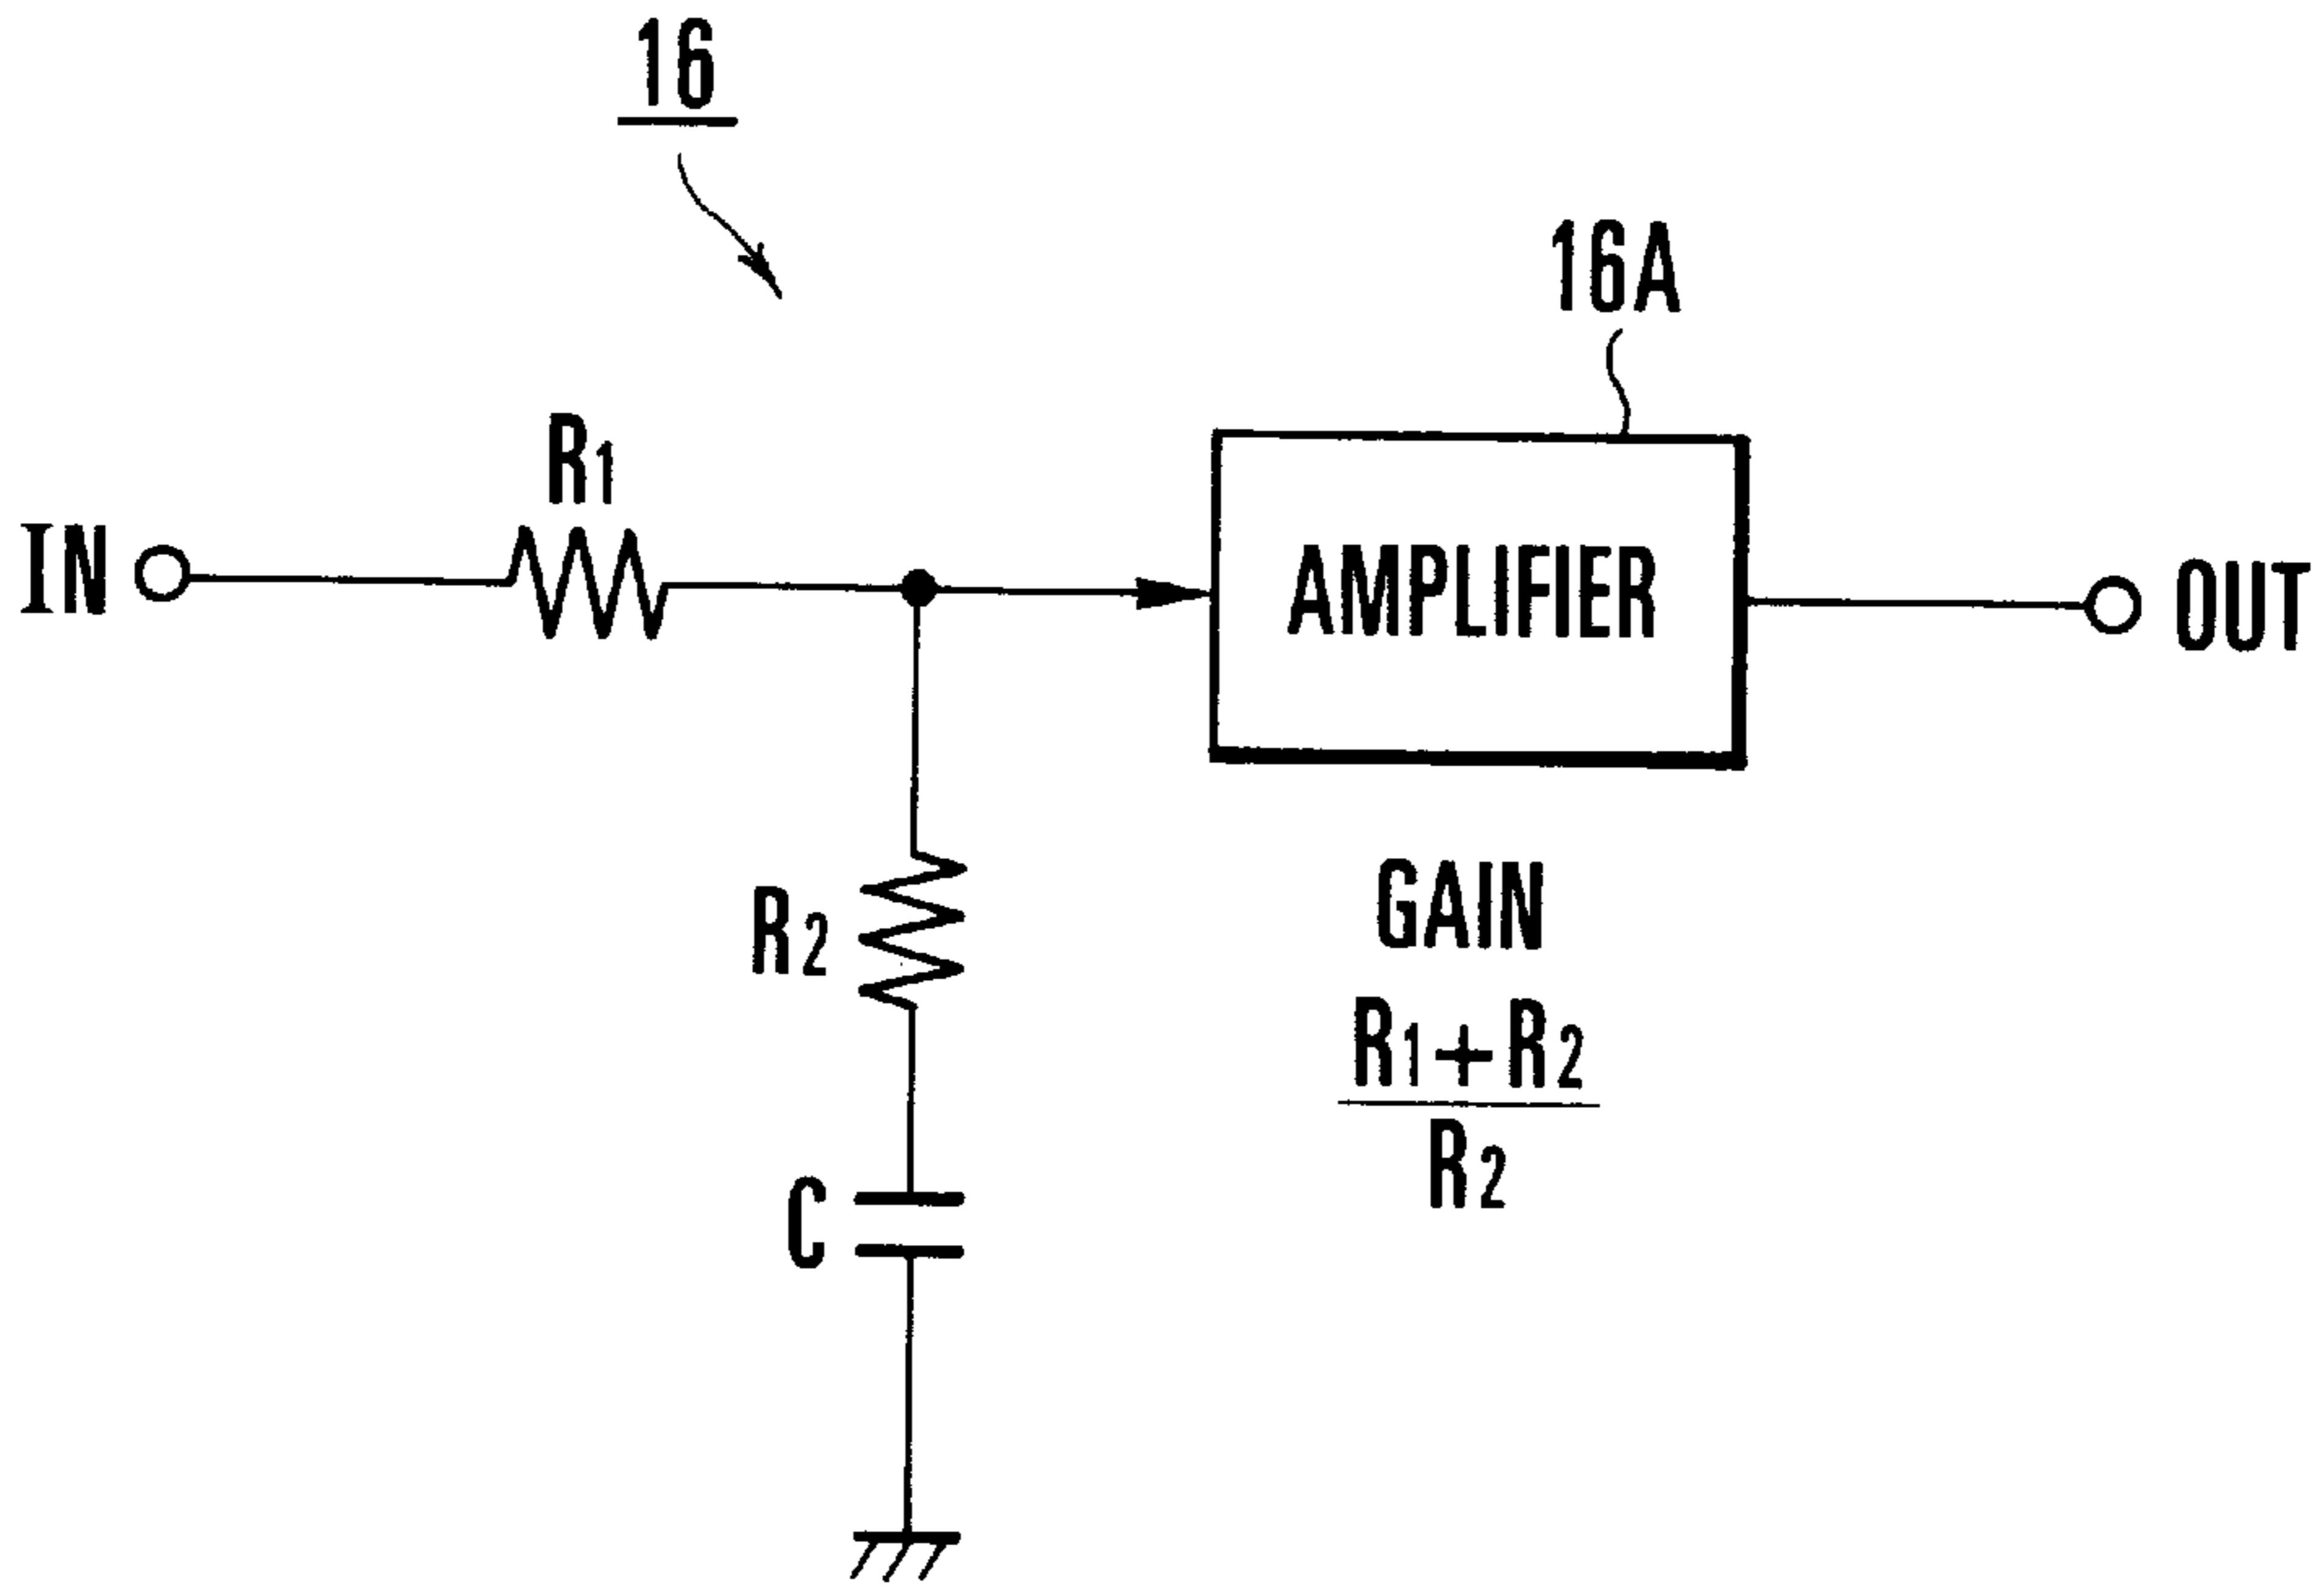 16
16A
R1
IN
AMPLIFIER
OUT
R2
GAIN
R1+R2
R2
C